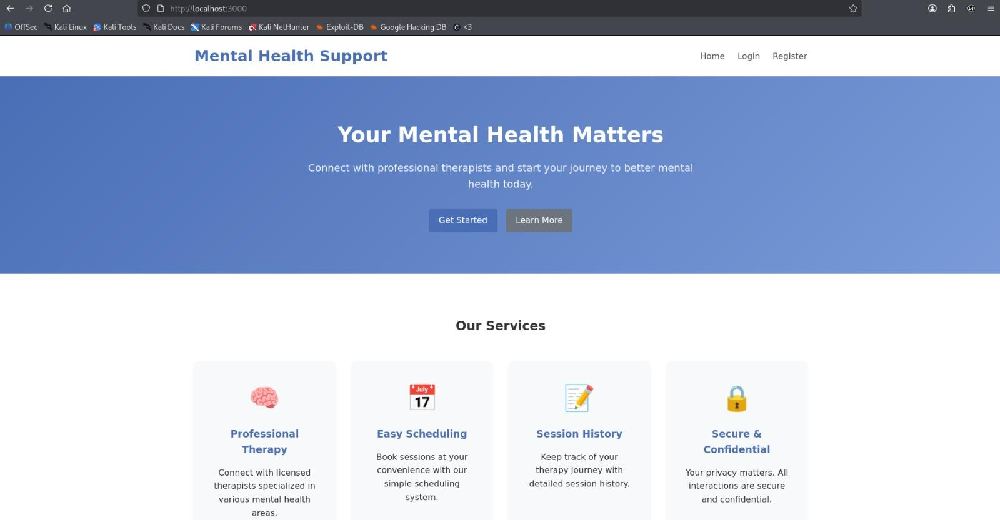 http://localhost:3000
OffSec Kali Linux Kali Tools Kali Docs Kali Forums Kali NetHunter Exploit-DB Google Hacking DB <3
Mental Health Support
Home Login Register
Your Mental Health Matters
Connect with professional therapists and start your journey to better mental
health today.
Get Started Learn More
Our Services
July
17
Professional
Therapy
Connect with licensed
therapists specialized in
various mental health
areas.
Easy Scheduling
Book sessions at your
convenience with our
simple scheduling
system.
Session History
Keep track of your
therapy journey with
detailed session history.
Secure &
Confidential
Your privacy matters. All
interactions are secure
and confidential.